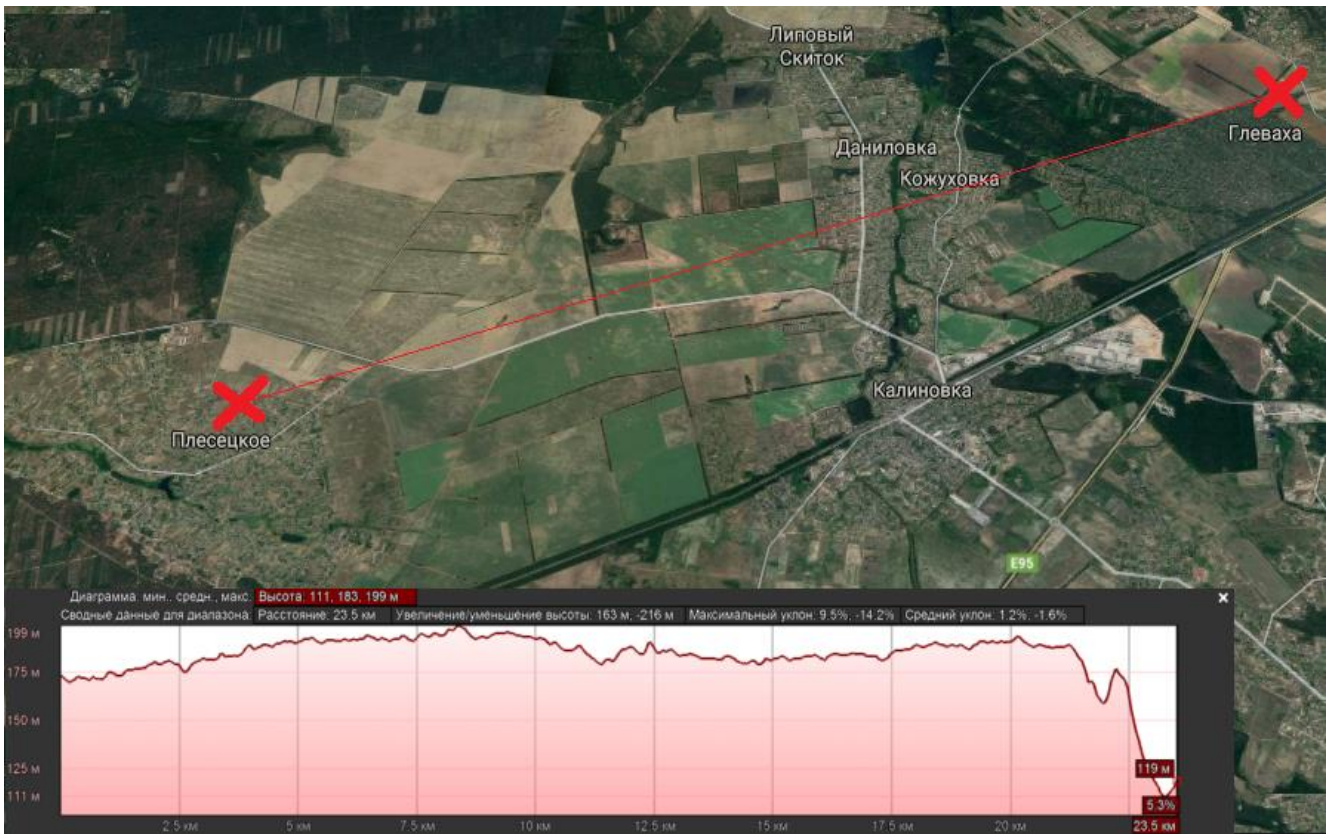 Липовый
Скиток
Глеваха
Даниловка
Кожуховка
Калиновка
Плесецкое
E95
Диаграмма: мин., средн., макс. Высота: 111, 183, 199 м
Сводные данные для диапазона: Расстояние: 23.5 км Увеличение/уменьшение высоты: 163 м, -216 м Максимальный уклон: 9.5%, -14.2% Средний уклон: 1.2%, -1.6%
199 м
175 м
150 м
125 м
119 м
111 м
5.3%
2.5 км 5 км 7.5 км 10 км 12.5 км 15 км 17.5 км 20 км 23.5 км